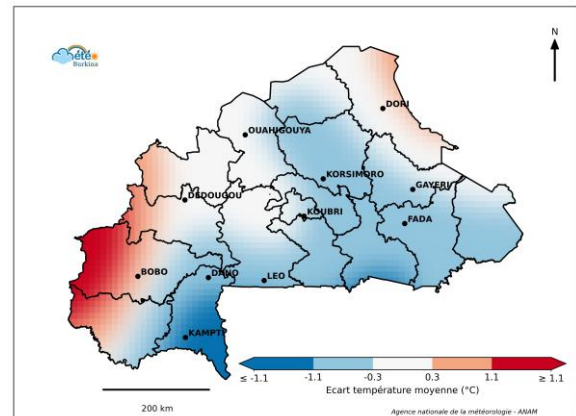 N
étéo
Burkina
DORI
OUAHIGOUYA
KORSIMORO
GAYERI
DEDOUGOU
KOUBRI
FADA
BOBO
DANO
LEO
KAMPTI
≤ -1.1 -1.1 -0.3 0.3 1.1 ≥ 1.1
Ecart température moyenne (°C)
200 km
Agence nationale de la météorologie - ANAM